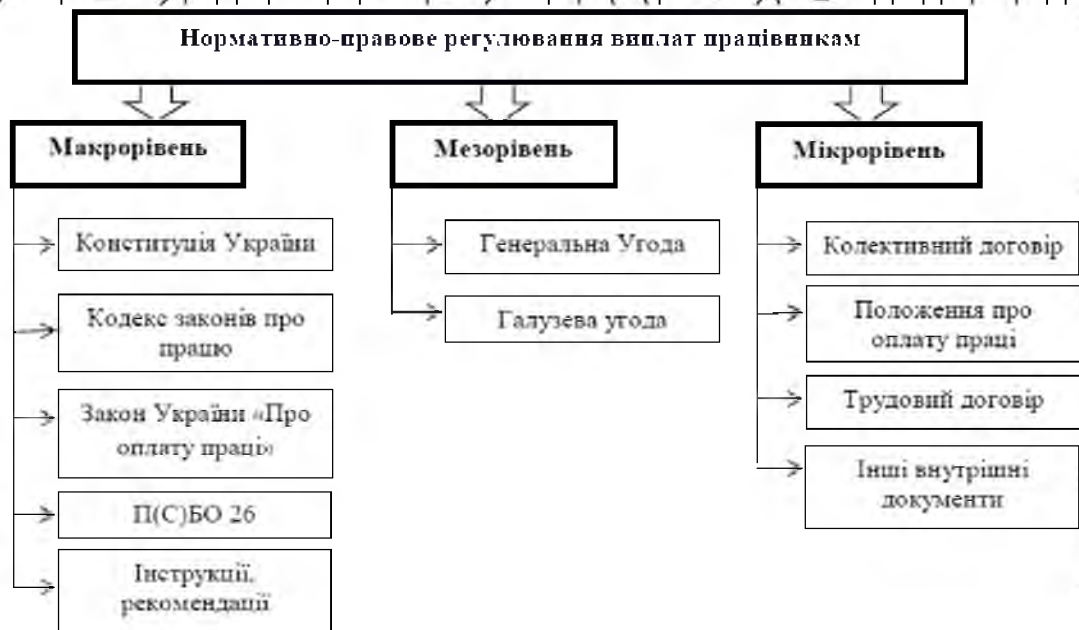 Нормативно-правове регулювання виплат працівникам
Макрорівень
Конституція України
Кодекс законів про
працю
Закон України «Про
оплату праці»
П(С)БО 26
Інструкції,
рекомендації
Мезорівень
Генеральна Угода
Галузева угода
Мікрорівень
Колективний договір
Положення про
оплату праці
Трудовий договір
Інші внутрішні
документи